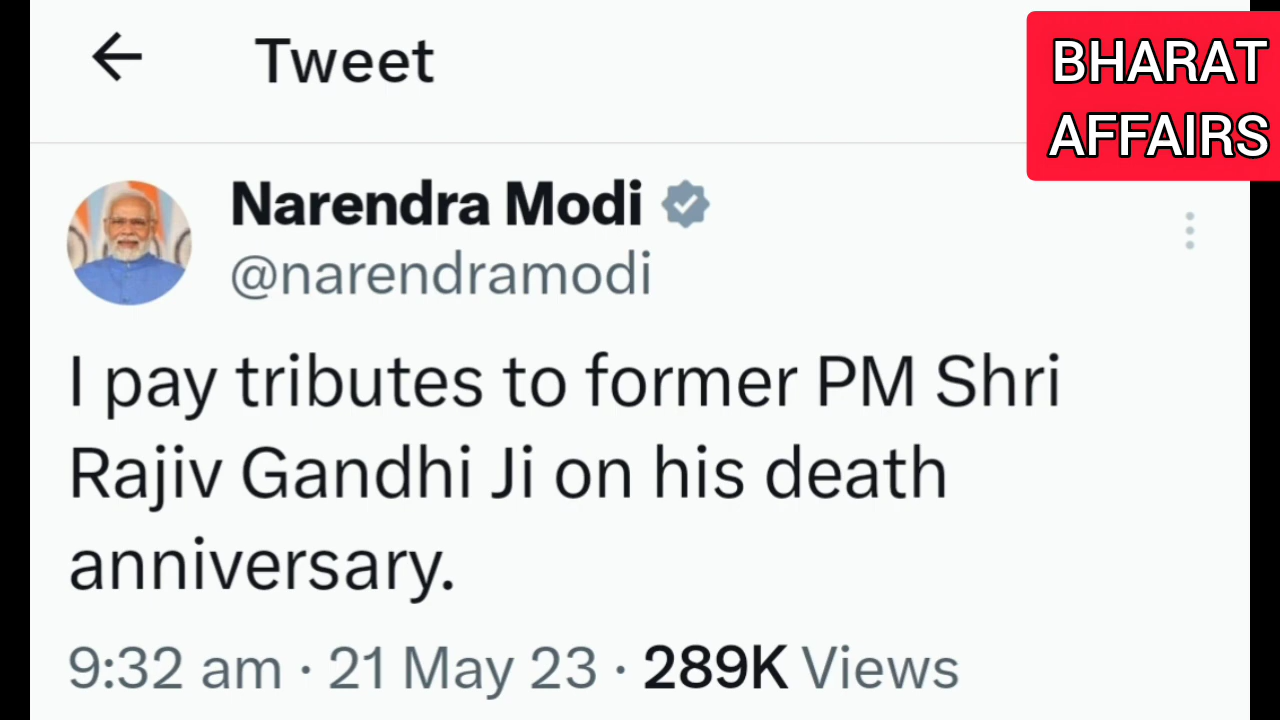 Tweet
BHARAT
AFFAIRS
Narendra Modi
@narendramodi
I pay tributes to former PM Shri
Rajiv Gandhi Ji on his death
anniversary.
9:32 am · 21 May 23 · 289K Views